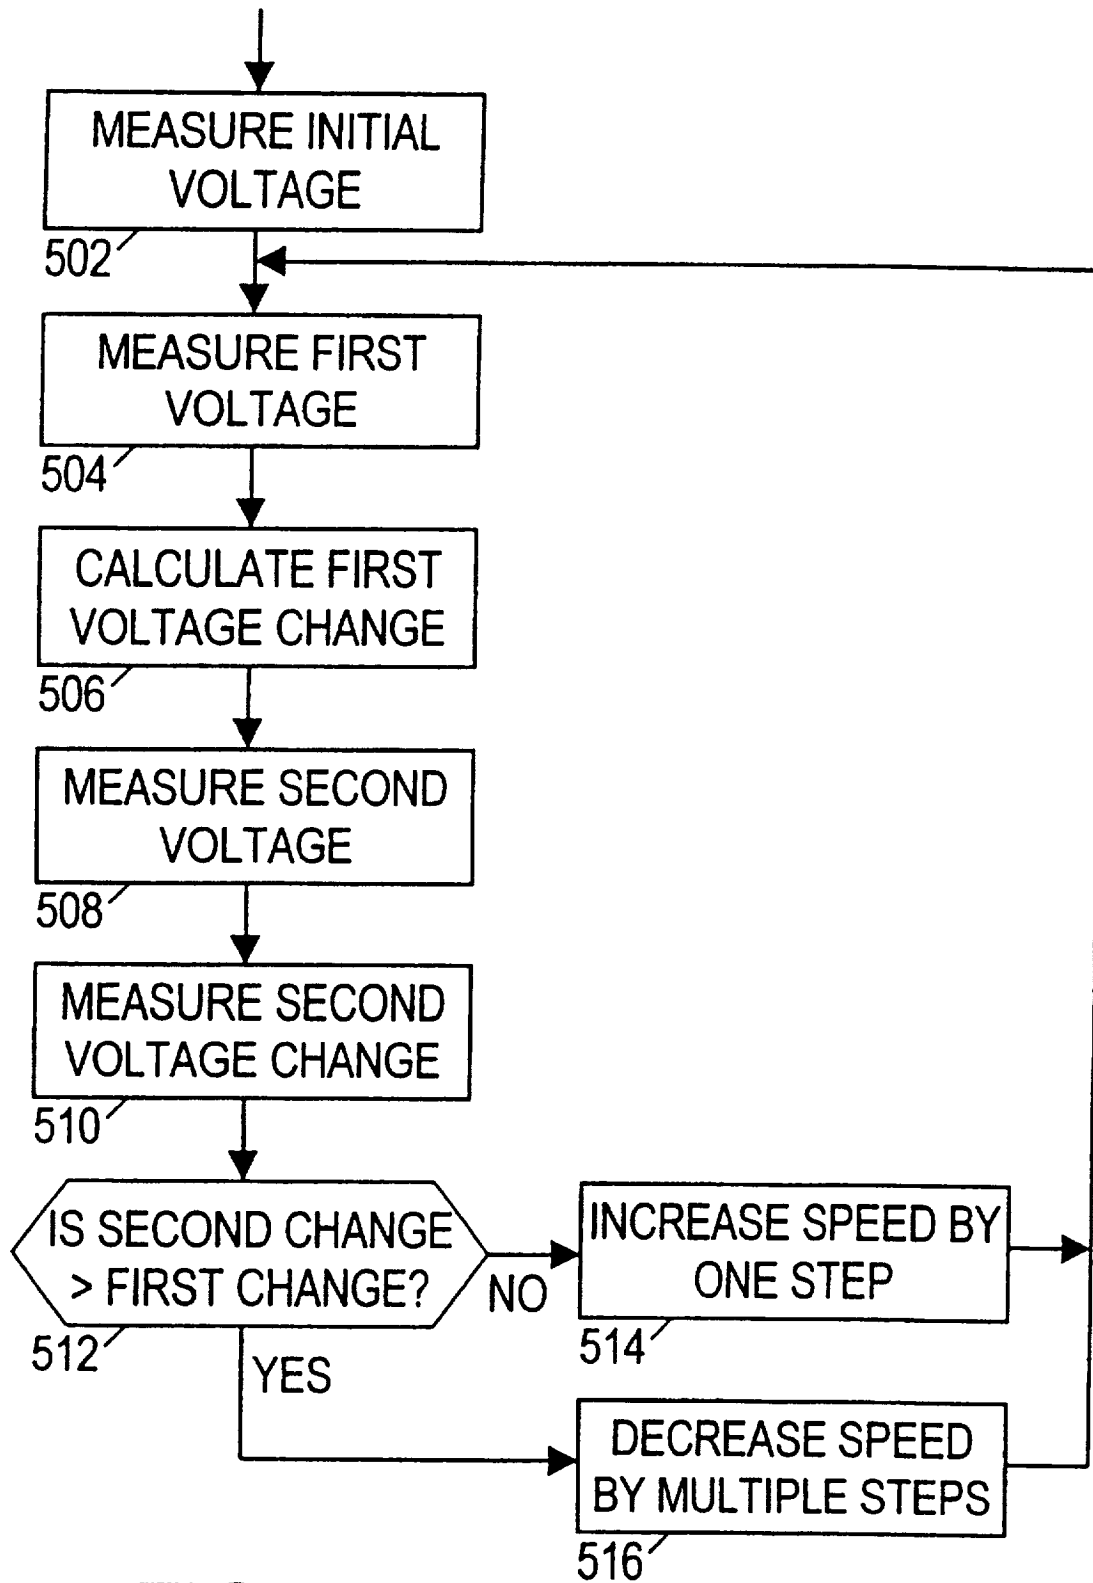 MEASURE INITIAL
VOLTAGE
502
MEASURE FIRST
VOLTAGE
504
CALCULATE FIRST
VOLTAGE CHANGE
506
MEASURE SECOND
VOLTAGE
508
MEASURE SECOND
VOLTAGE CHANGE
510
IS SECOND CHANGE
> FIRST CHANGE?
512
NO
INCREASE SPEED BY
ONE STEP
514
YES
DECREASE SPEED
BY MULTIPLE STEPS
516